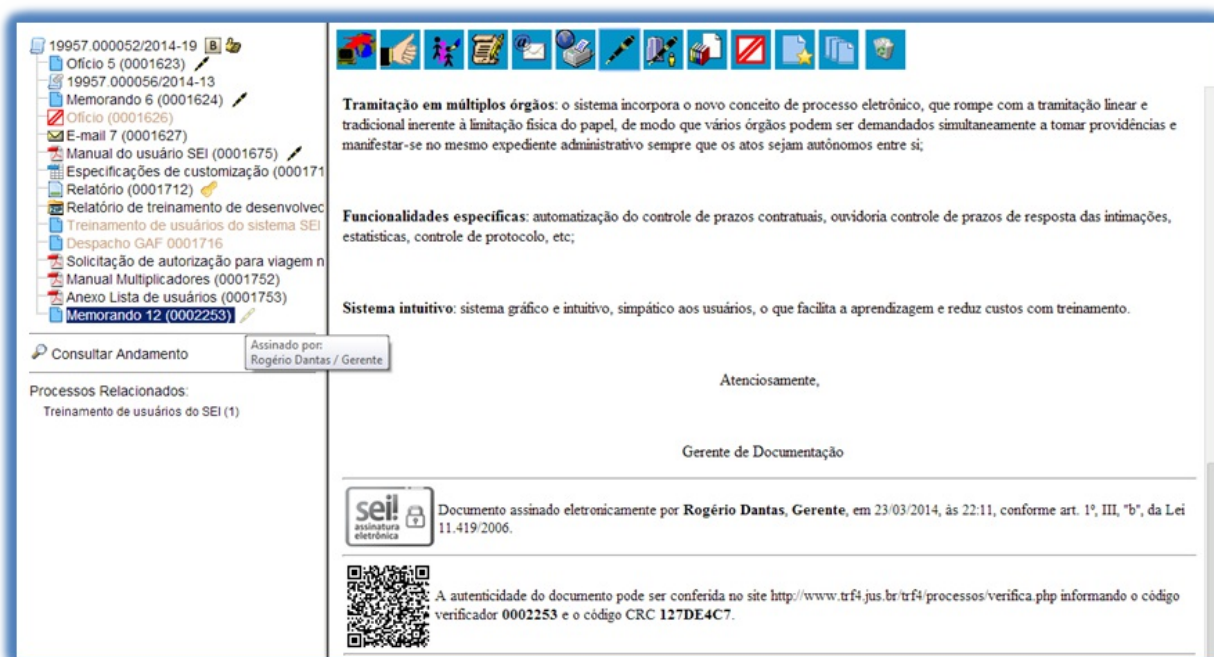 19957.000052/2014-19 B
Ofício 5 (0001623)
19957.000056/2014-13
Memorando 6 (0001624)
Ofício (0001626)
E-mail 7 (0001627)
Manual do usuário SEI (0001675)
Especificações de customização (000171
Relatório (0001712)
Relatório de treinamento de desenvolvec
Treinamento de usuários do sistema SEI
Despacho GAF 0001716
Solicitação de autorização para viagem n
Manual Multiplicadores (0001752)
Anexo Lista de usuários (0001753)
Memorando 12 (0002253)
Assinado por:
Rogério Dantas / Gerente
Consultar Andamento
Processos Relacionados:
Treinamento de usuários do SEI (1)
Tramitação em múltiplos órgãos: o sistema incorpora o novo conceito de processo eletrônico, que rompe com a tramitação linear e
tradicional inerente à limitação física do papel, de modo que vários órgãos podem ser demandados simultaneamente a tomar providências e
manifestar-se no mesmo expediente administrativo sempre que os atos sejam autônomos entre si;
Funcionalidades específicas: automatização do controle de prazos contratuais, ouvidoria controle de prazos de resposta das intimações,
estatísticas, controle de protocolo, etc;
Sistema intuitivo: sistema gráfico e intuitivo, simpático aos usuários, o que facilita a aprendizagem e reduz custos com treinamento.
Atenciosamente,
Gerente de Documentação
sei!
assinatura
eletrônica
Documento assinado eletronicamente por Rogério Dantas, Gerente, em 23/03/2014, às 22:11, conforme art. 1º, III, "b", da Lei
11.419/2006.
A autenticidade do documento pode ser conferida no site http://www.trf4.jus.br/trf4/processos/verifica.php informando o código
verificador 0002253 e o código CRC 127DE4C7.